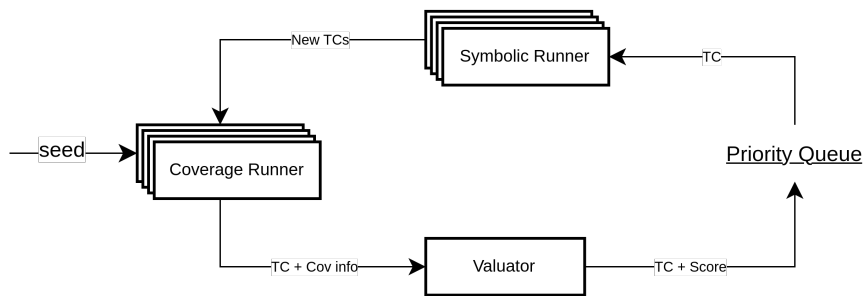 New TCs
Symbolic Runner
TC
seed
Coverage Runner
Priority Queue
TC + Cov info
Valuator
TC + Score